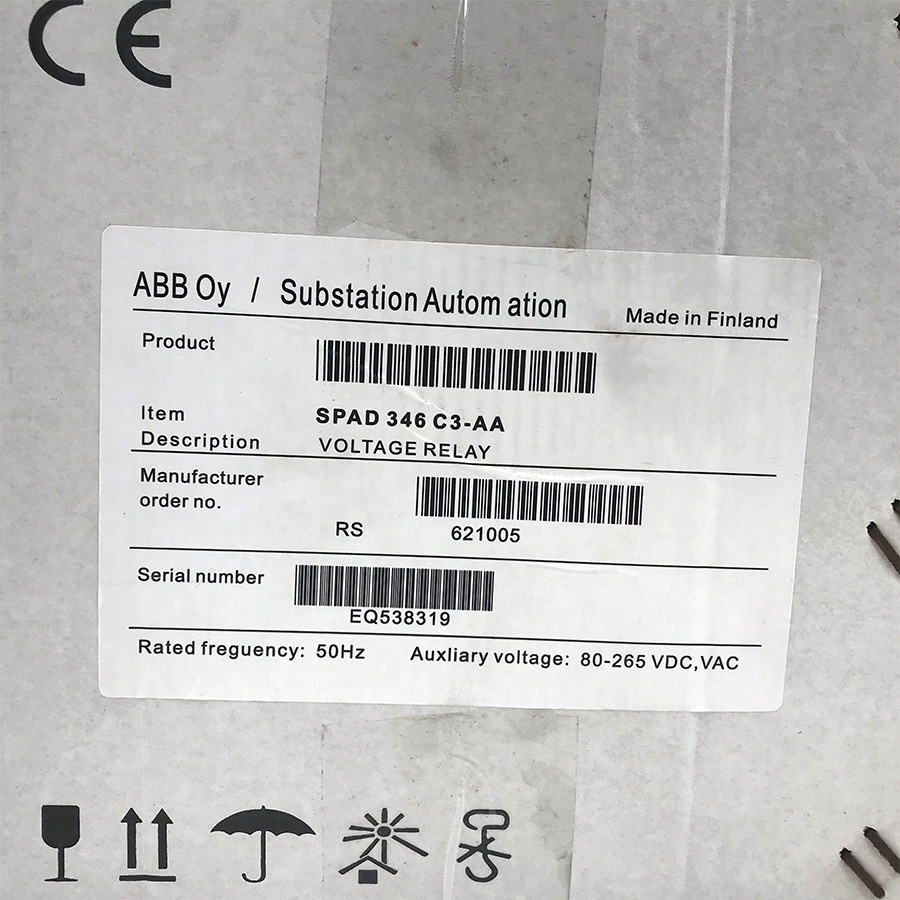 CE
ABB Oy / Substation Autom ation Made in Finland
Product
Item SPAD 346 C3-AA
Description VOLTAGE RELAY
Manufacturer
order no.
RS 621005
Serial number
EQ538319
Rated freguency: 50Hz Auxliary voltage: 80-265 VDC,VAC